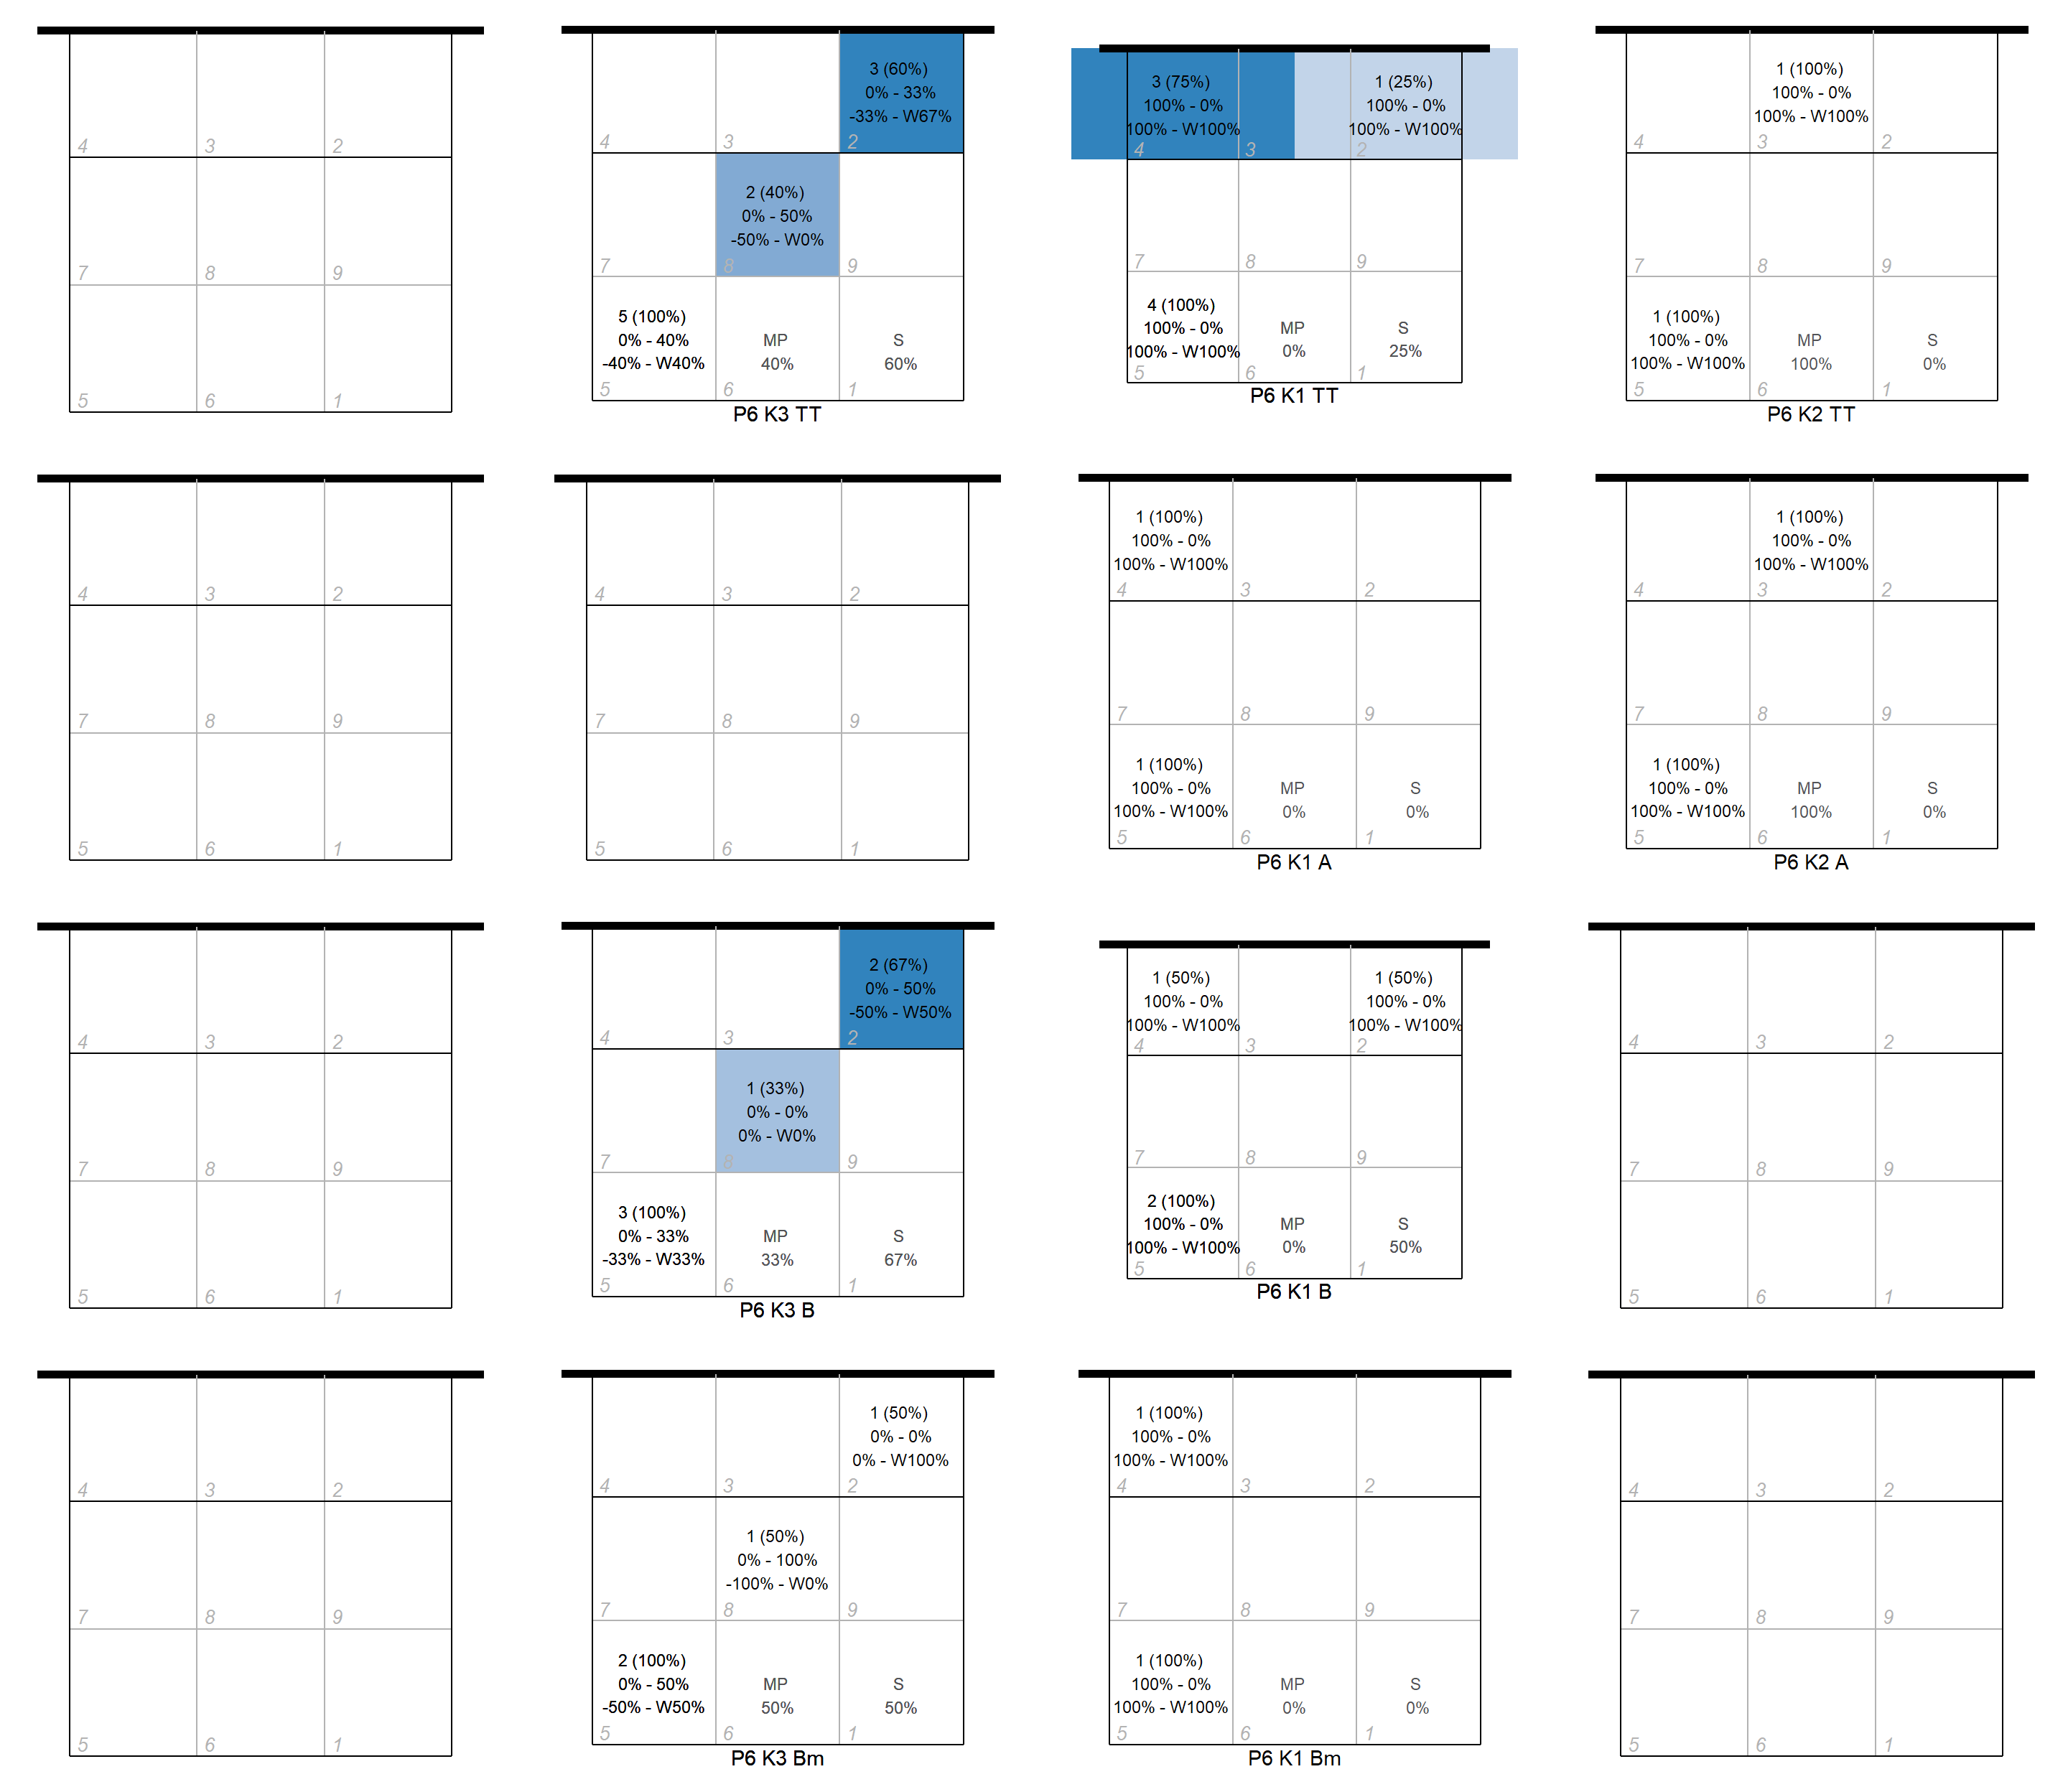 4 3 2
7 8 9
5 6 1
3 (60%)
0% - 33%
-33% - W67%
4 3 2
2 (40%)
0% - 50%
-50% - W0%
7 8 9
5 (100%)
0% - 40% MP S
-40% - W40% 40% 60%
5 6 1
P6 K3 TT
3 (75%) 1 (25%)
100% - 0% 100% - 0%
100% - W100% 100% - W100%
4 3 2
7 8 9
4 (100%)
100% - 0% MP S
100% - W100% 0% 25%
5 6 1
P6 K1 TT
1 (100%)
100% - 0%
100% - W100%
4 3 2
7 8 9
1 (100%)
100% - 0% MP S
100% - W100% 100% 0%
5 6 1
P6 K2 TT
4 3 2
7 8 9
5 6 1
4 3 2
7 8 9
5 6 1
1 (100%)
100% - 0%
100% - W100%
4 3 2
7 8 9
1 (100%)
100% - 0% MP S
100% - W100% 0% 0%
5 6 1
P6 K1 A
1 (100%)
100% - 0%
100% - W100%
4 3 2
7 8 9
1 (100%)
100% - 0% MP S
100% - W100% 100% 0%
5 6 1
P6 K2 A
4 3 2
7 8 9
5 6 1
2 (67%)
0% - 50%
-50% - W50%
4 3 2
1 (33%)
0% - 0%
0% - W0%
7 8 9
3 (100%)
0% - 33% MP S
-33% - W33% 33% 67%
5 6 1
P6 K3 B
1 (50%) 1 (50%)
100% - 0% 100% - 0%
100% - W100% 100% - W100%
4 3 2
7 8 9
2 (100%)
100% - 0% MP S
100% - W100% 0% 50%
5 6 1
P6 K1 B
4 3 2
7 8 9
5 6 1
4 3 2
7 8 9
5 6 1
1 (50%)
0% - 0%
0% - W100%
4 3 2
1 (50%)
0% - 100%
-100% - W0%
7 8 9
2 (100%)
0% - 50% MP S
-50% - W50% 50% 50%
5 6 1
P6 K3 Bm
1 (100%)
100% - 0%
100% - W100%
4 3 2
7 8 9
1 (100%)
100% - 0% MP S
100% - W100% 0% 0%
5 6 1
P6 K1 Bm
4 3 2
7 8 9
5 6 1